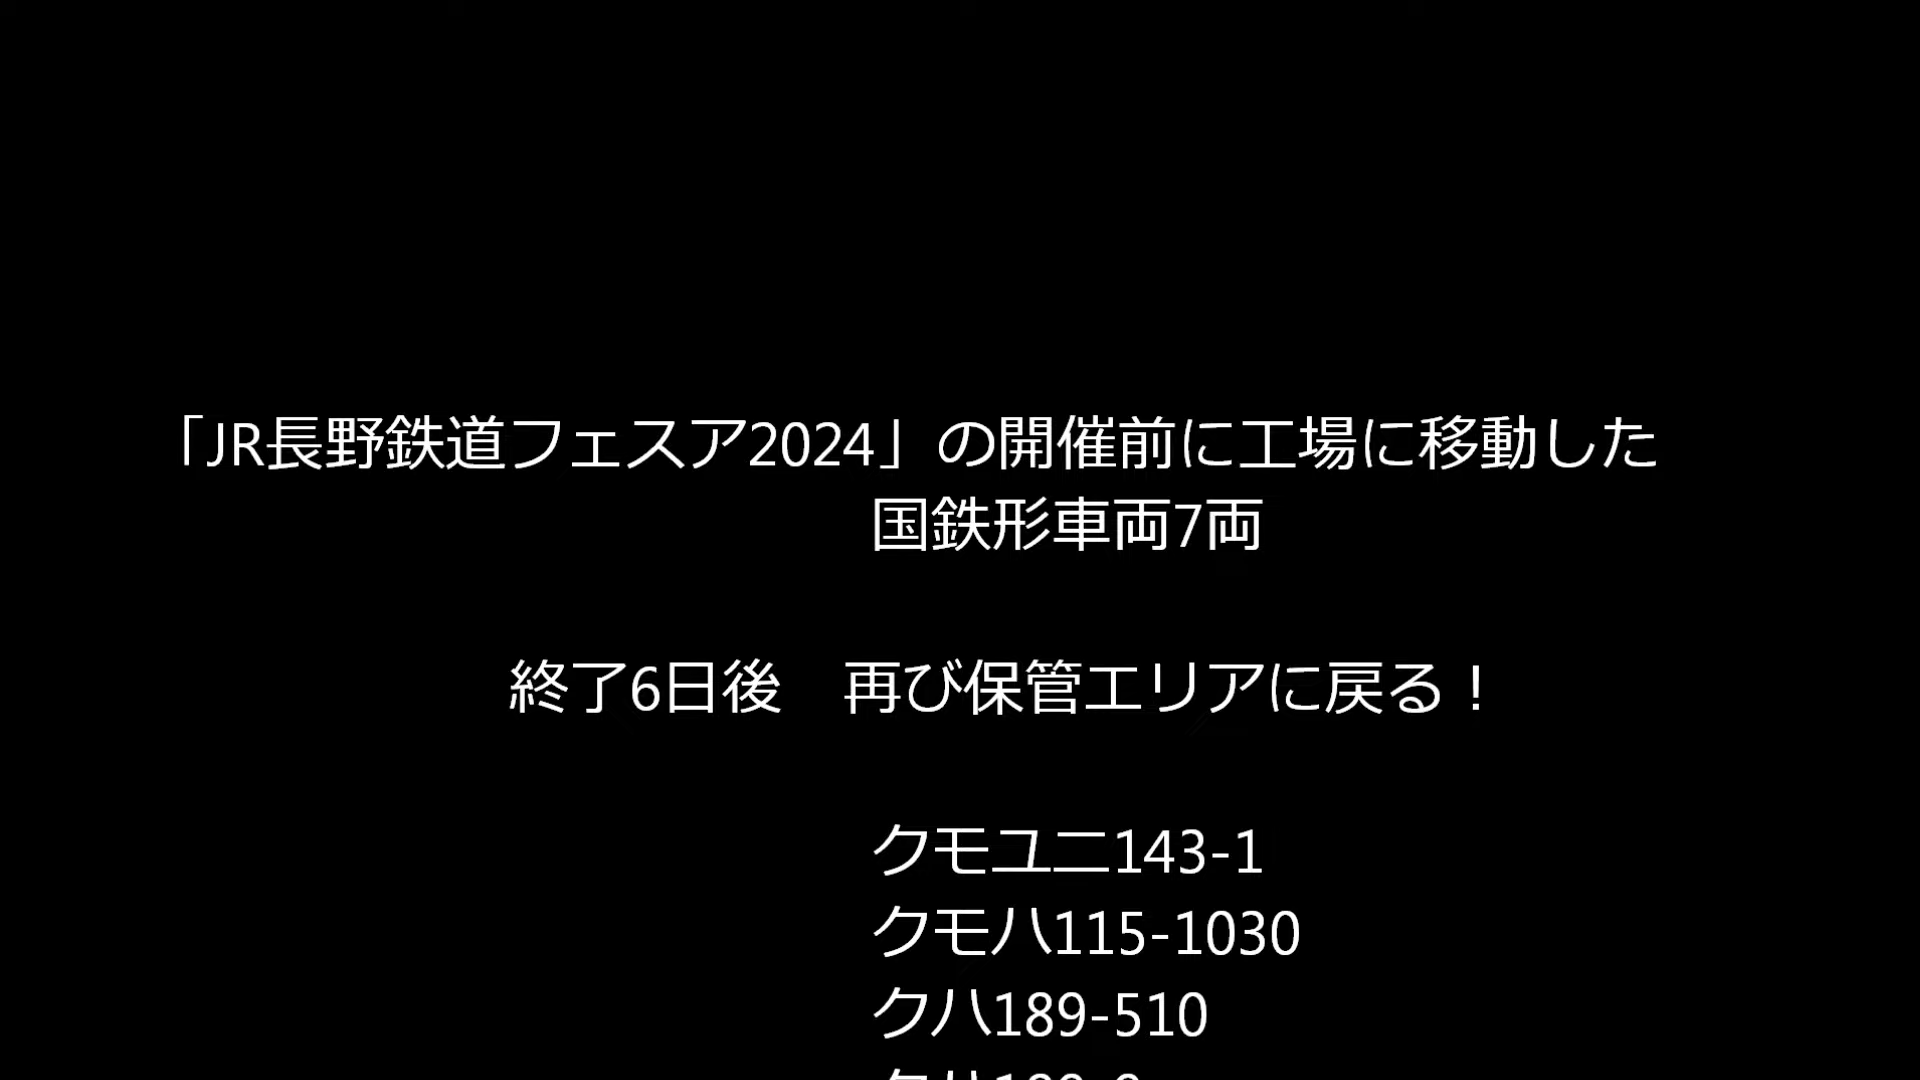 「JR長野鉄道フェスア2024」の開催前に工場に移動した
国鉄形車両7両
終了6日後　再び保管エリアに戻る！
クモユニ143-1
クモハ115-1030
クハ189-510